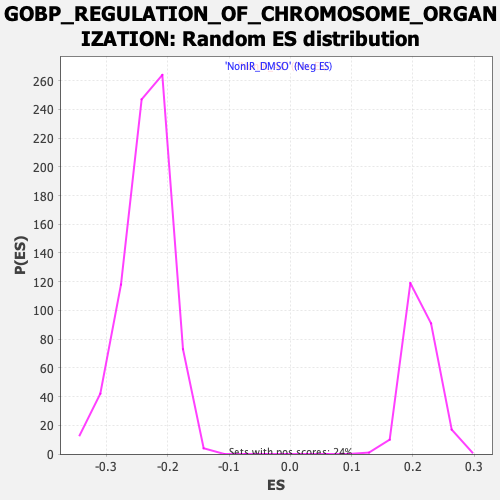 GOBP_REGULATION_OF_CHROMOSOME_ORGAN
IZATION: Random ES distribution
'NonIR_DMSO' (Neg ES)
260
240
220
200
180
160
140
120
100
80
60
40
20
0
P(ES)
Sets with pos scores: 24%
-0.3 -0.2 -0.1 0.0 0.1 0.2 0.3
ES